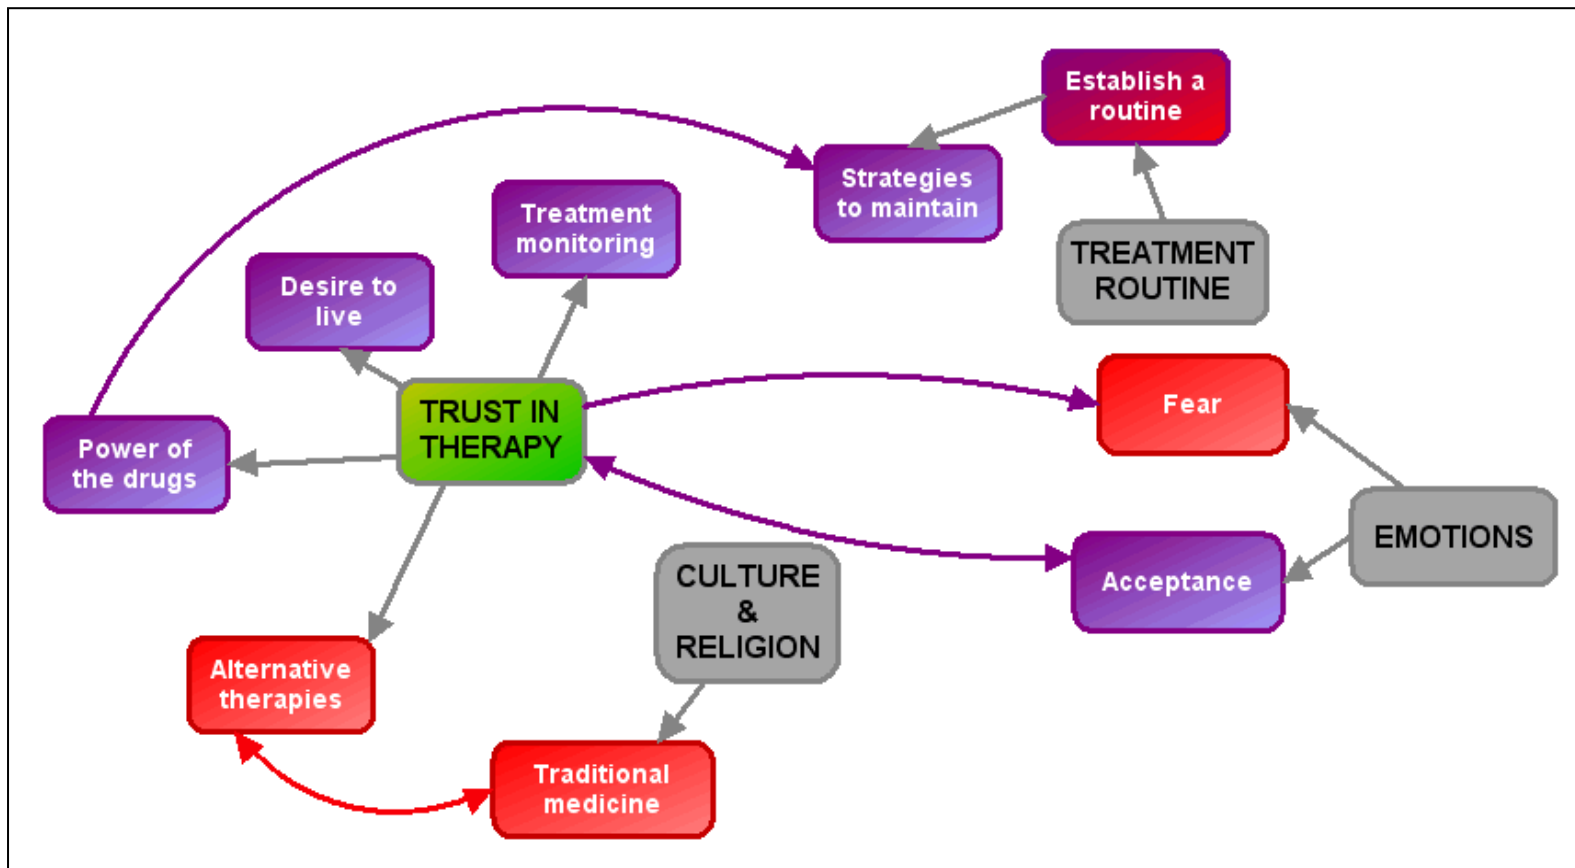 Establish a
routine
Strategies
to maintain
Treatment
monitoring
TREATMENT
ROUTINE
Desire to
live
TRUST IN
THERAPY
Fear
Power of
the drugs
EMOTIONS
CULTURE
&
RELIGION
Acceptance
Alternative
therapies
Traditional
medicine